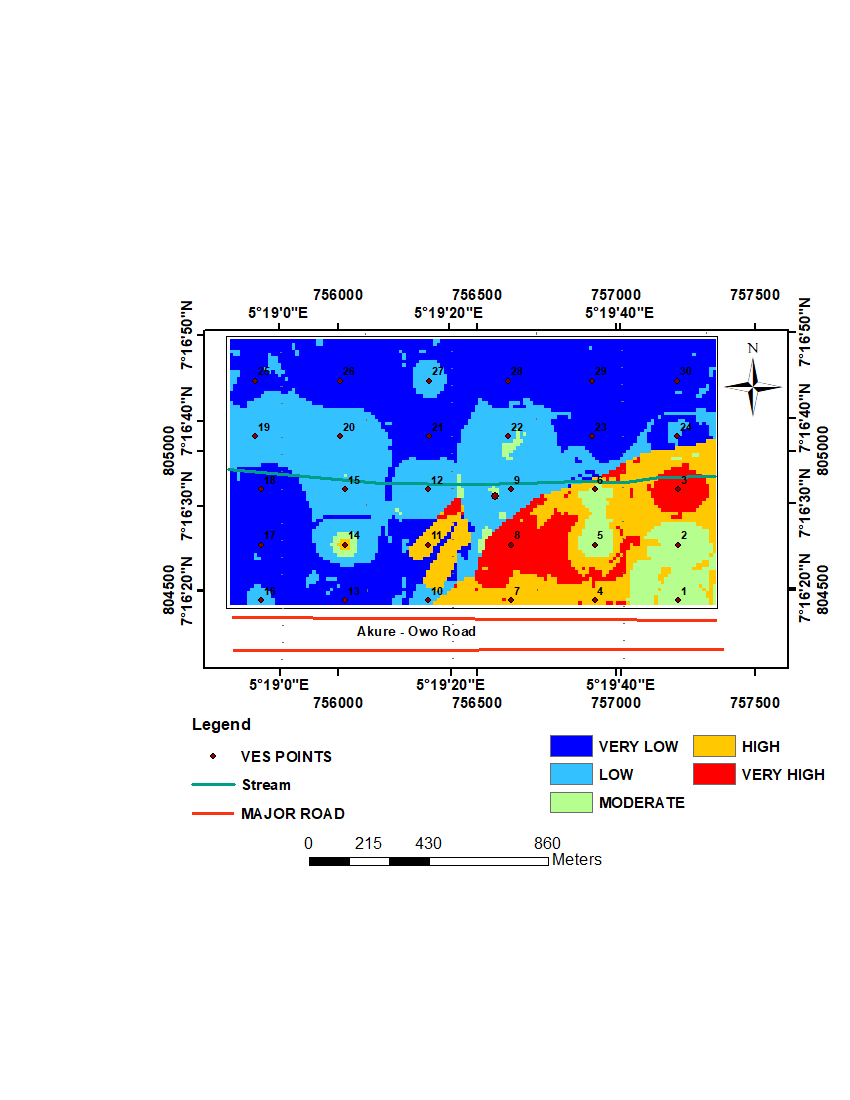 756000 756500 757000 757500
5°19'0"E 5°19'20"E 5°19'40"E
7°16'50"N 7°16'50"N
N
25 26 27 28 29 30
7°16'40"N 7°16'40"N
19 20 21 22 23 24
805000 805000
18 15 12 9 6 3
7°16'30"N 7°16'30"N
17 14 11 8 5 2
7°16'20"N 7°16'20"N
804500 804500
16 13 10 7 4 1
Akure - Owo Road
5°19'0"E 5°19'20"E 5°19'40"E
756000 756500 757000 757500
Legend
VES POINTS
Stream
MAJOR ROAD
VERY LOW
LOW
MODERATE
HIGH
VERY HIGH
0 215 430 860
Meters